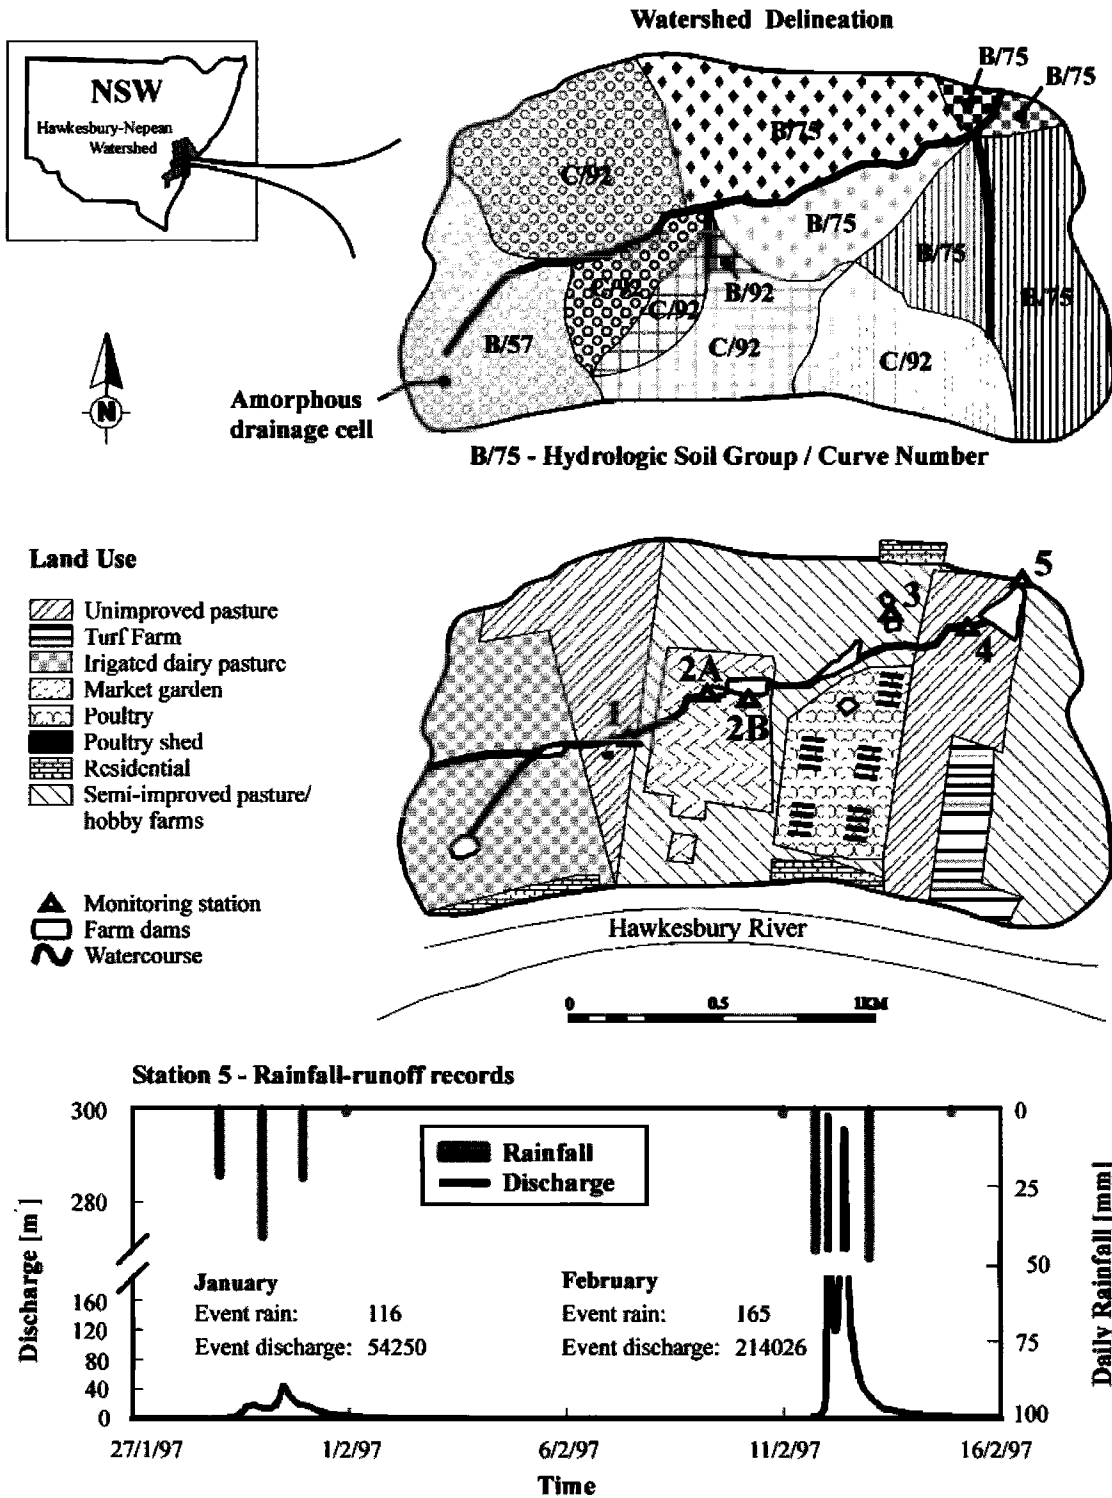 Watershed Delineation
NSW
Hawkesbury-Nepean
Watershed
B/75
B/75
B/75
C/92
B/75
B/75
B/75
C/92
C/92
B/92
B/57
C/92
C/92
Amorphous
drainage cell
N
B/75 - Hydrologic Soil Group / Curve Number
Land Use
Unimproved pasture
Turf Farm
Irigated dairy pasture
Market garden
Poultry
Poultry shed
Residential
Semi-improved pasture/
hobby farms
Monitoring station
Farm dams
Watercourse
5
3
4
2A
2B
1
Hawkesbury River
0 0.5 1KM
Station 5 - Rainfall-runoff records
Discharge [m³]
300
280
160
120
80
40
0
Rainfall
Discharge
January
Event rain: 116
Event discharge: 54250
February
Event rain: 165
Event discharge: 214026
0
25
50
75
100
Daily Rainfall [mm]
27/1/97 1/2/97 6/2/97 11/2/97 16/2/97
Time